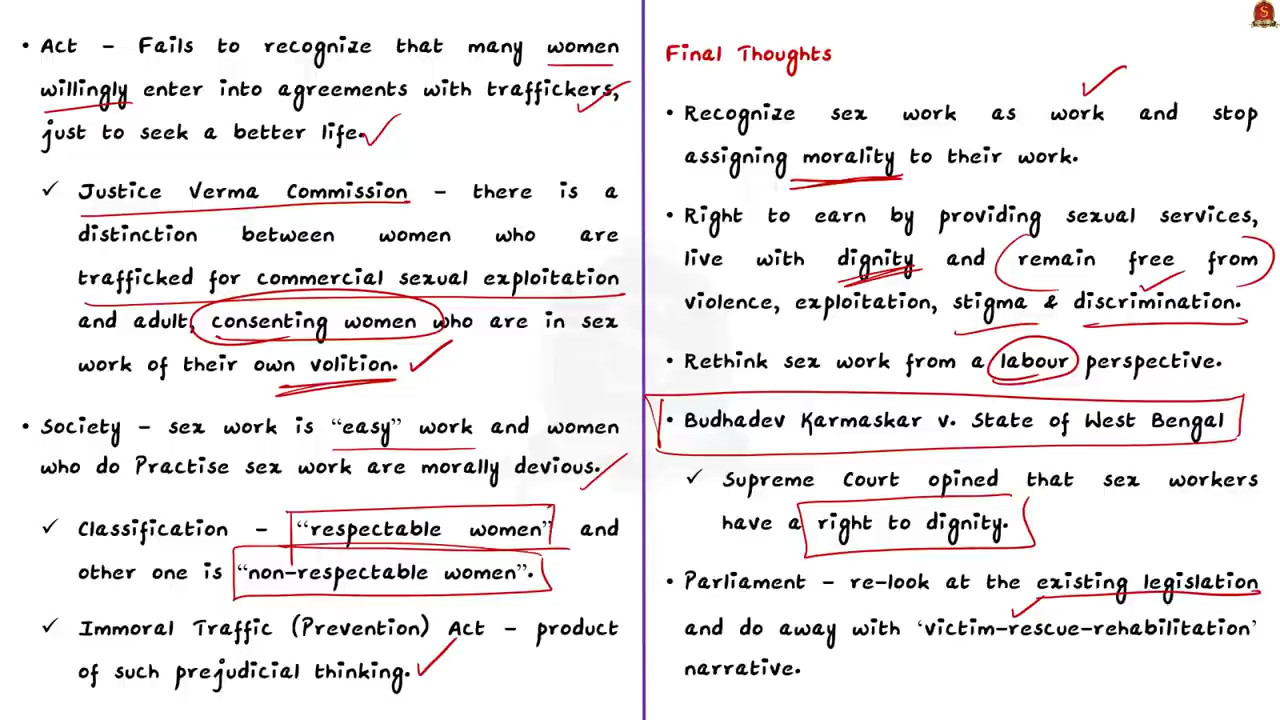 • Act – Fails to recognize that many women
willingly enter into agreements with traffickers,
just to seek a better life.
✓ Justice Verma Commission – there is a
distinction between women who are
trafficked for commercial sexual exploitation
and adult, consenting women who are in sex
work of their own volition.
• Society – sex work is “easy” work and women
who do Practise sex work are morally devious.
✓ Classification – “respectable women” and
other one is “non-respectable women”.
✓ Immoral Traffic (Prevention) Act – product
of such prejudicial thinking.
Final Thoughts
• Recognize sex work as work and stop
assigning morality to their work.
• Right to earn by providing sexual services,
live with dignity and remain free from
violence, exploitation, stigma & discrimination.
• Rethink sex work from a labour perspective.
• Budhadev Karmaskar v. State of West Bengal
✓ Supreme Court opined that sex workers
have a right to dignity.
• Parliament – re-look at the existing legislation
and do away with ‘victim-rescue-rehabilitation’
narrative.